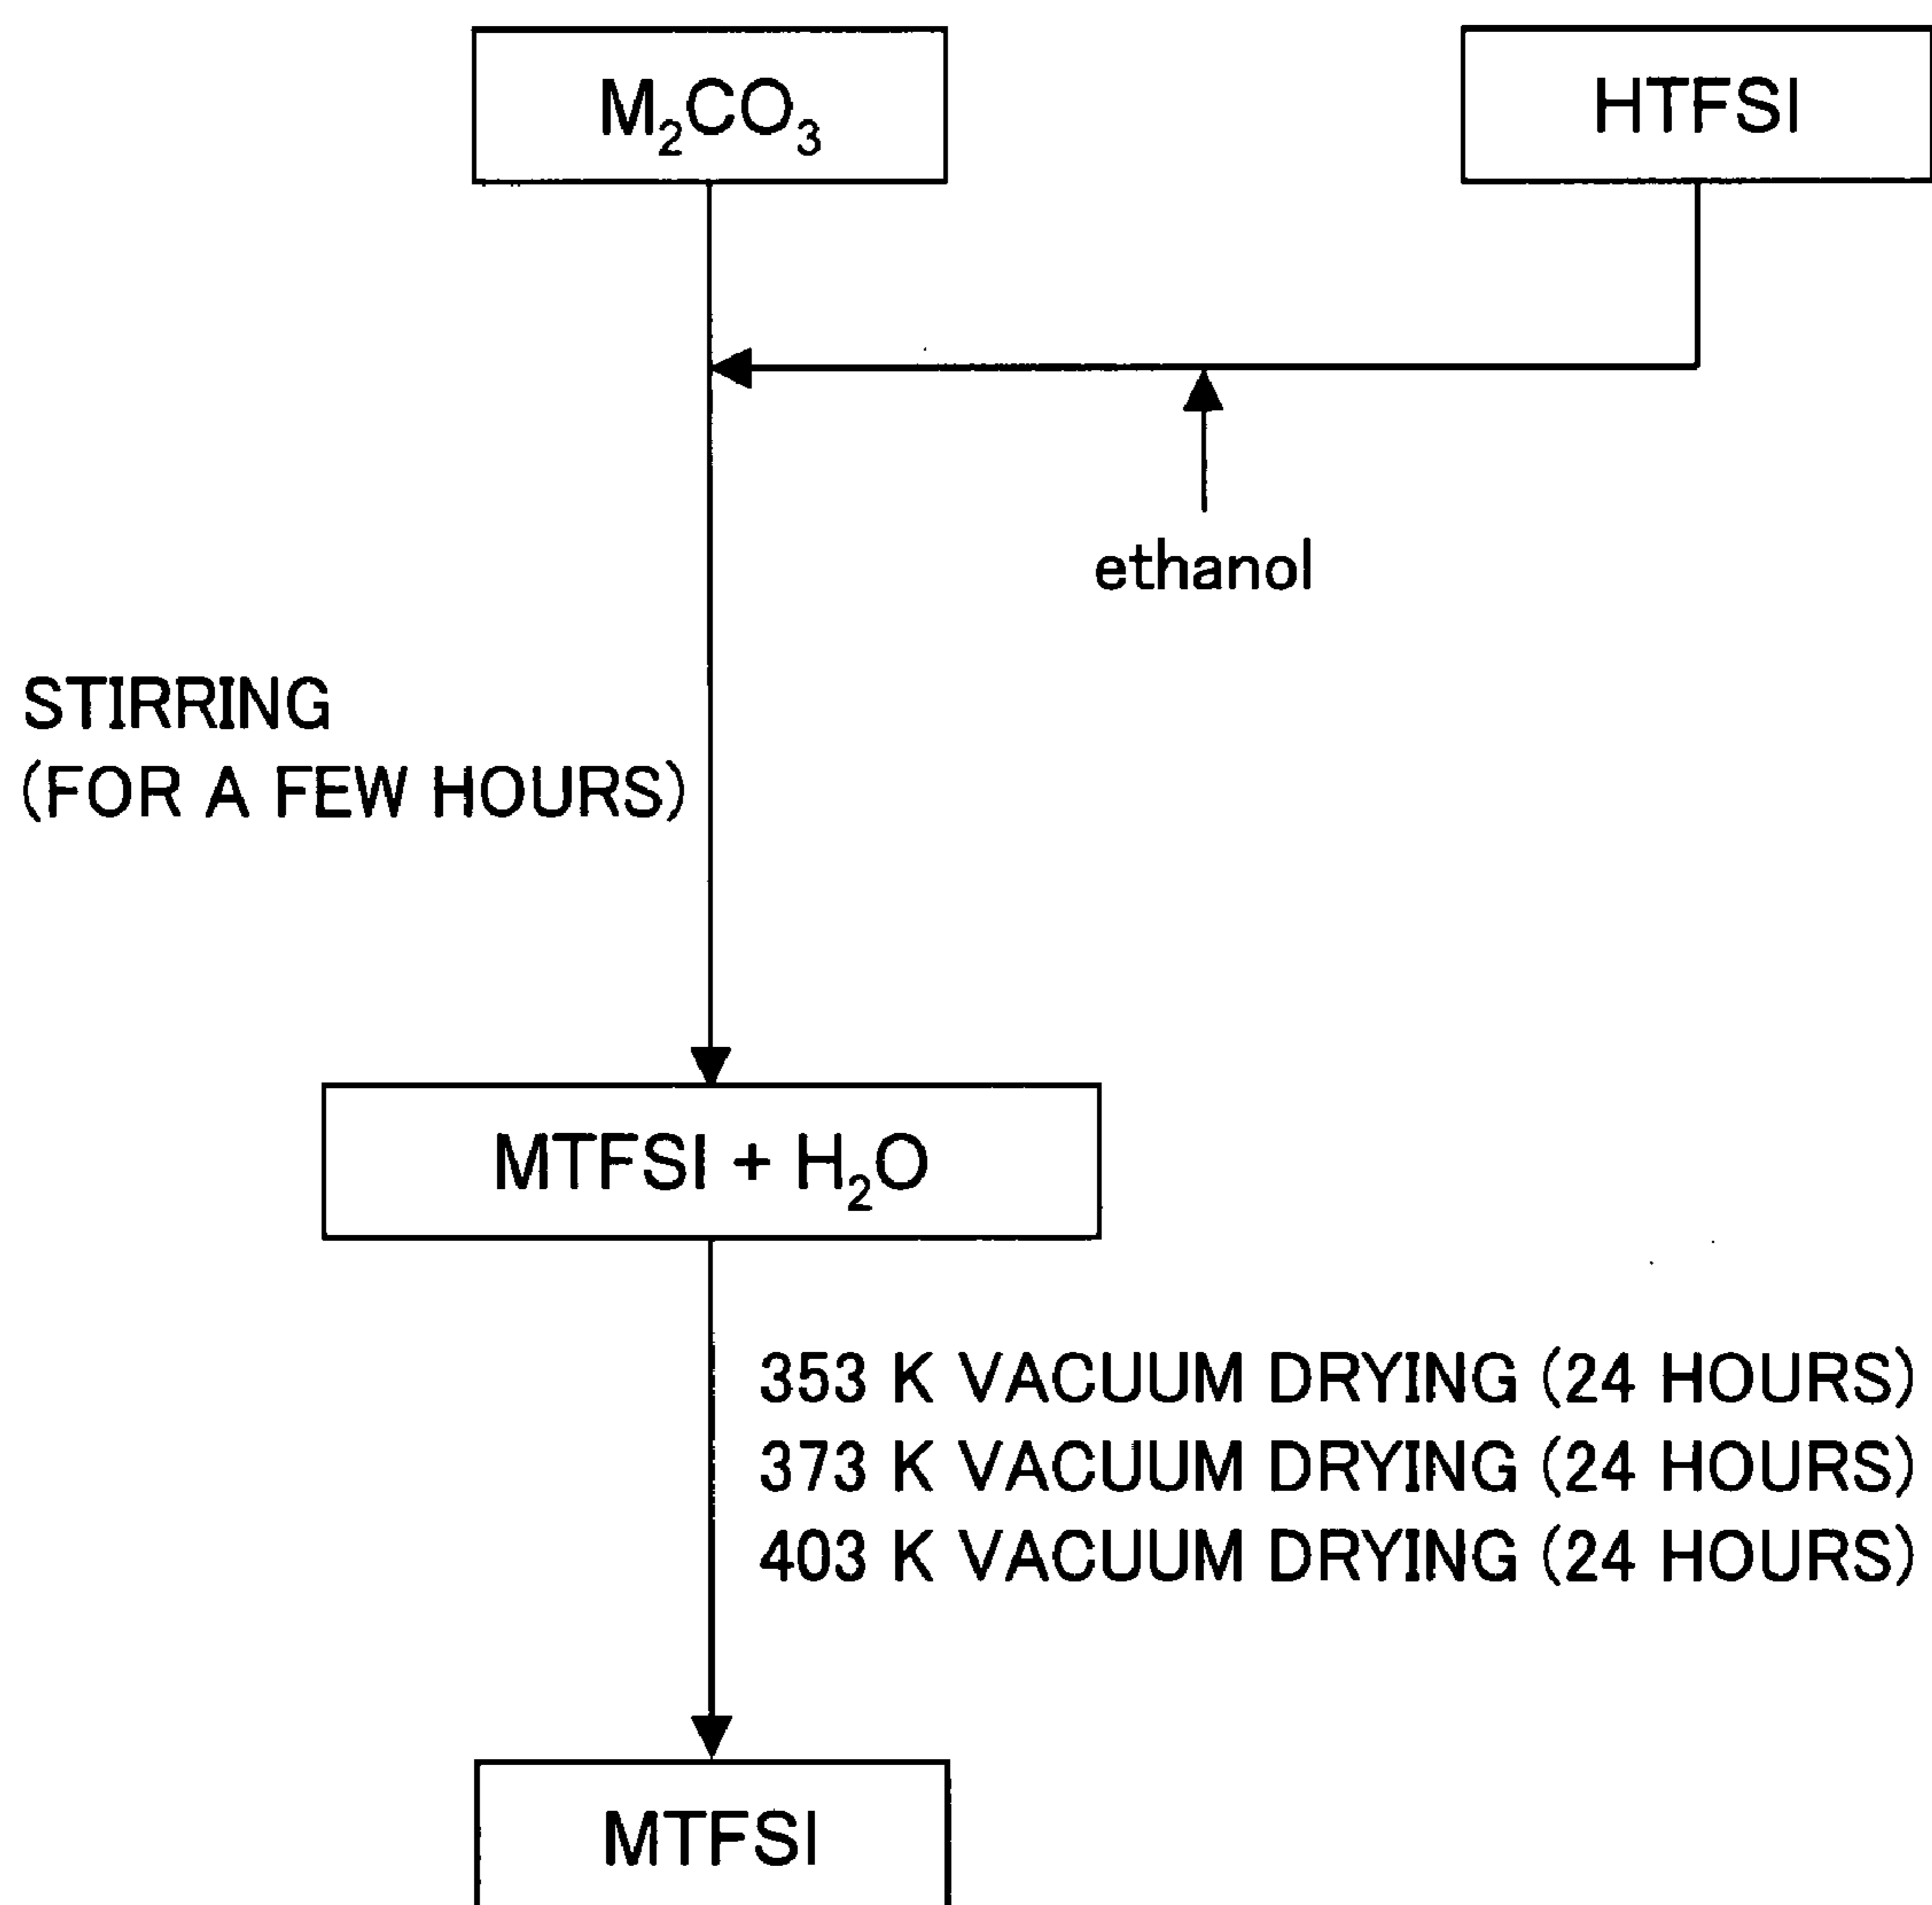 M₂CO₃
HTFSI
ethanol
STIRRING
(FOR A FEW HOURS)
MTFSI + H₂O
353 K VACUUM DRYING (24 HOURS)
373 K VACUUM DRYING (24 HOURS)
403 K VACUUM DRYING (24 HOURS)
MTFSI